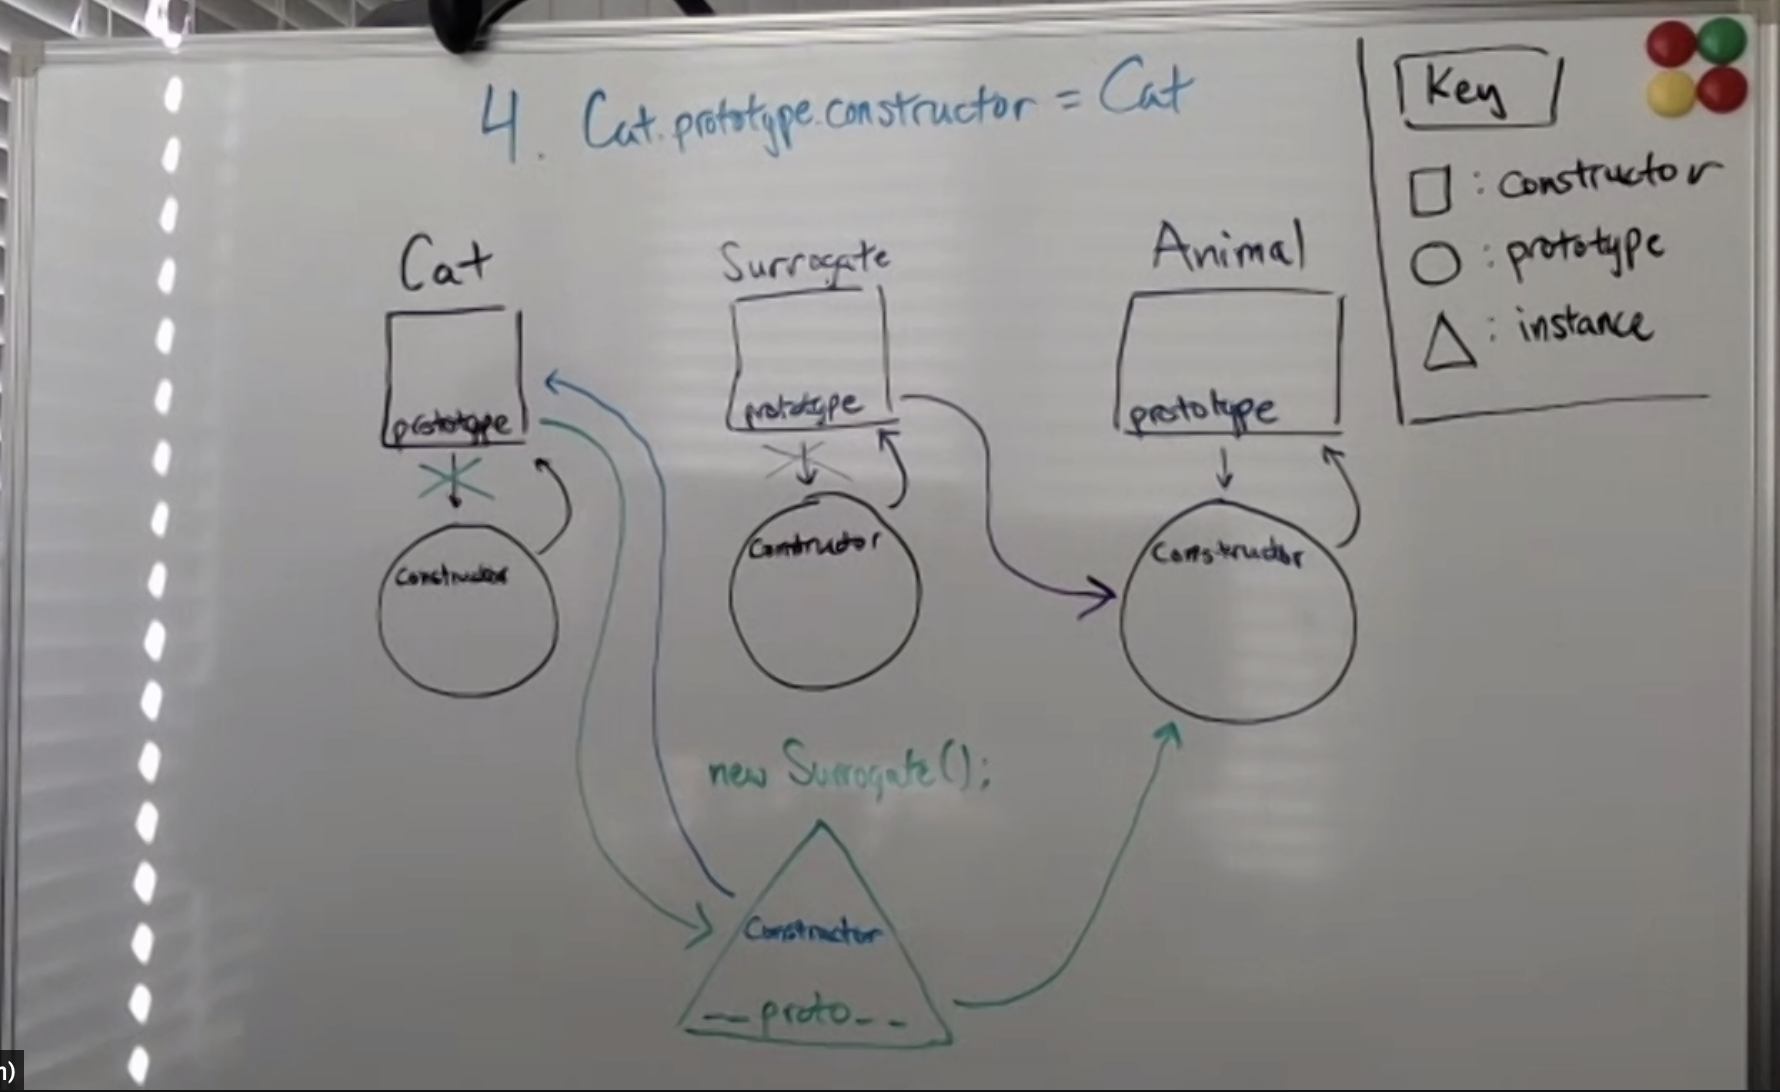 4. Cat.prototype.constructor = Cat
Key
□ : constructor
○ : prototype
△ : instance
Cat
Surrogate
Animal
prototype
prototype
prototype
Constructor
Contructor
Constructor
new Surrogate();
Constructor
__proto__
n)